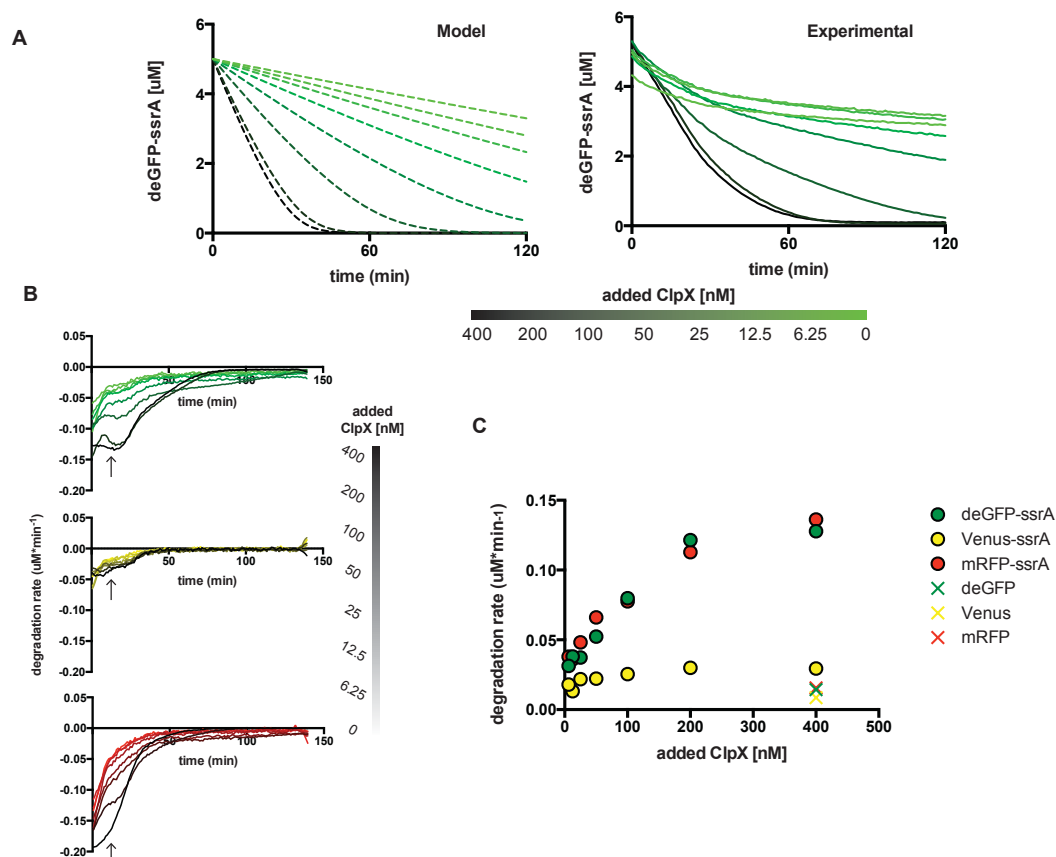 A
Model
Experimental
6
4
2
0
0
60
120
deGFP-ssrA [uM]
time (min)
6
4
2
0
0
60
120
deGFP-ssrA [uM]
time (min)
added ClpX [nM]
400 200 100 50 25 12.5 6.25 0
B
0.05
0.00
-0.05
-0.10
-0.15
-0.20
50 100 150
time (min)
0.05
0.00
-0.05
-0.10
-0.15
-0.20
50 100 150
time (min)
0.05
0.00
-0.05
-0.10
-0.15
-0.20
50 100 150
time (min)
degradation rate (uM*min-1)
added
ClpX [nM]
400
200
100
50
25
12.5
6.25
0
C
0.15
0.10
0.05
0.00
0 100 200 300 400 500
degradation rate (uM*min-1)
added ClpX [nM]
deGFP-ssrA
Venus-ssrA
mRFP-ssrA
deGFP
Venus
mRFP